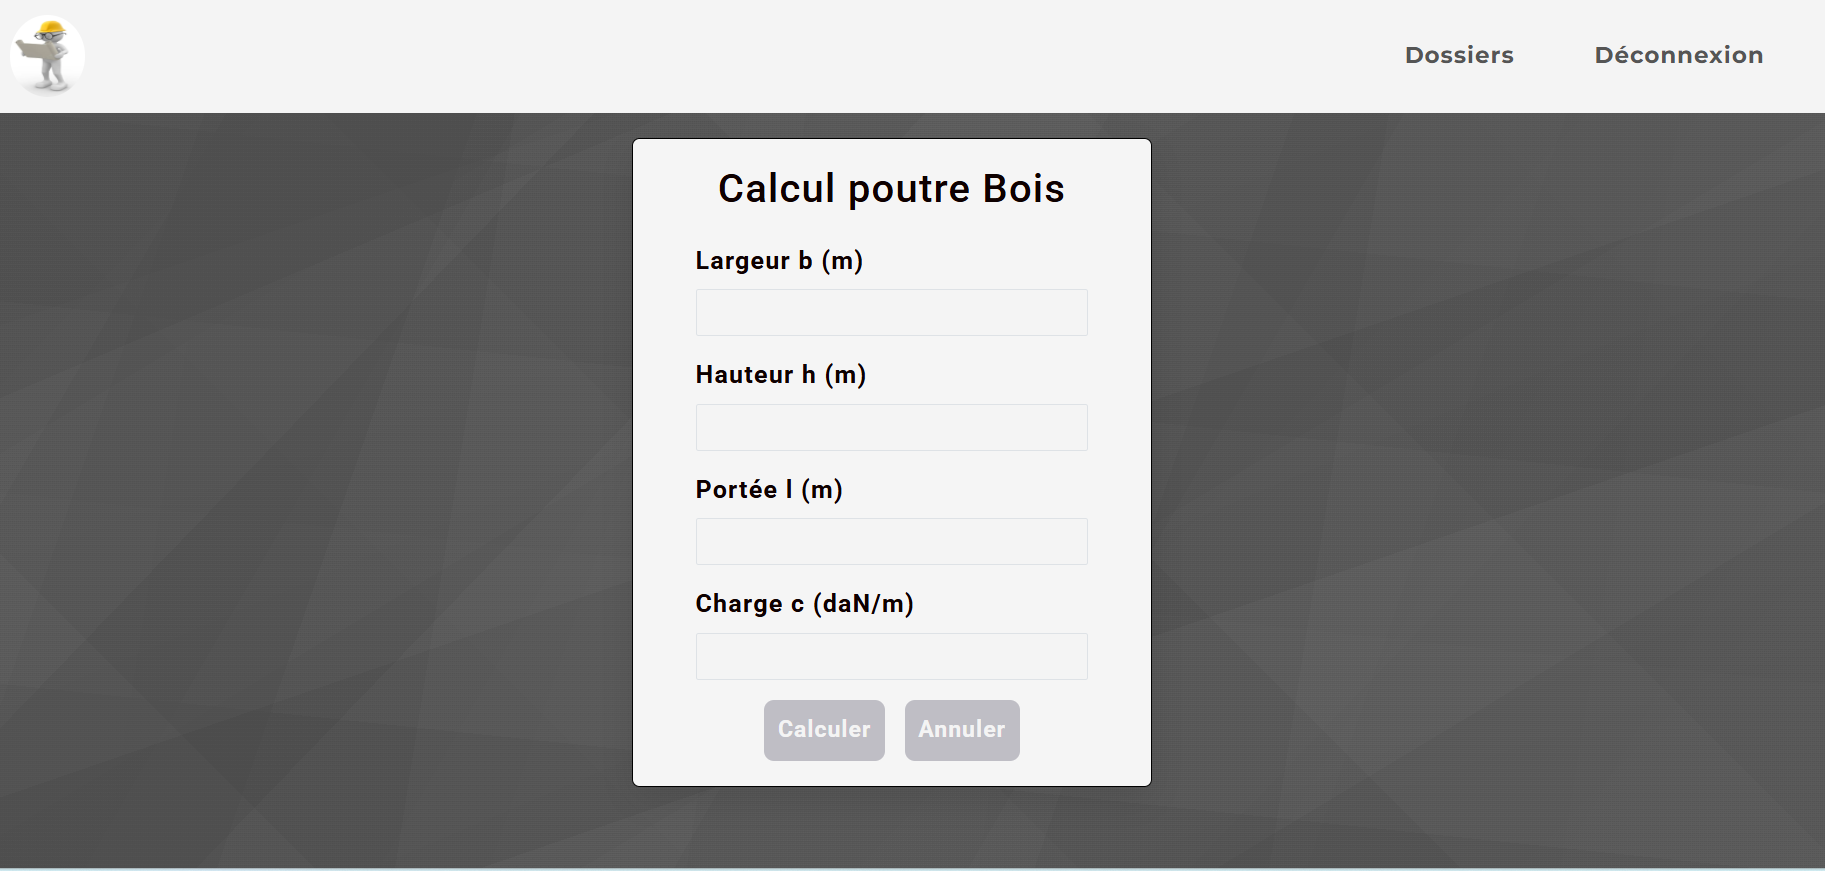 Dossiers Déconnexion
Calcul poutre Bois
Largeur b (m)
Hauteur h (m)
Portée l (m)
Charge c (daN/m)
Calculer Annuler